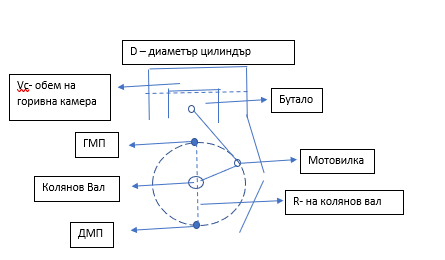 D – диаметър цилиндър
Vc- обем на
горивна камера
Бутало
ГМП
Мотовилка
Колянов Вал
R- на колянов вал
ДМП